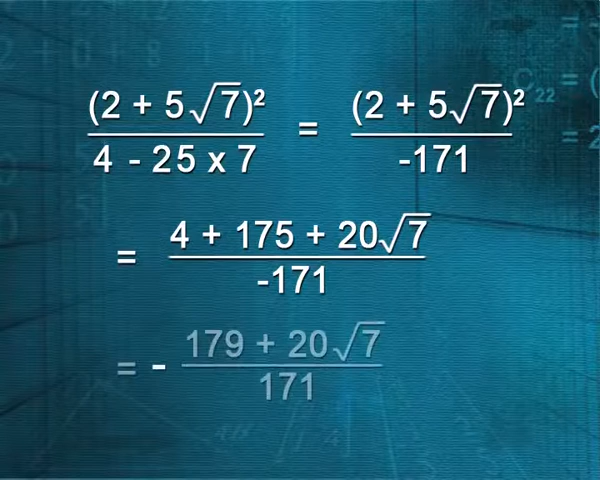 (2 + 5√7)² / 4 - 25 x 7 = (2 + 5√7)² / -171
= 4 + 175 + 20√7 / -171
= - 179 + 20√7 / 171